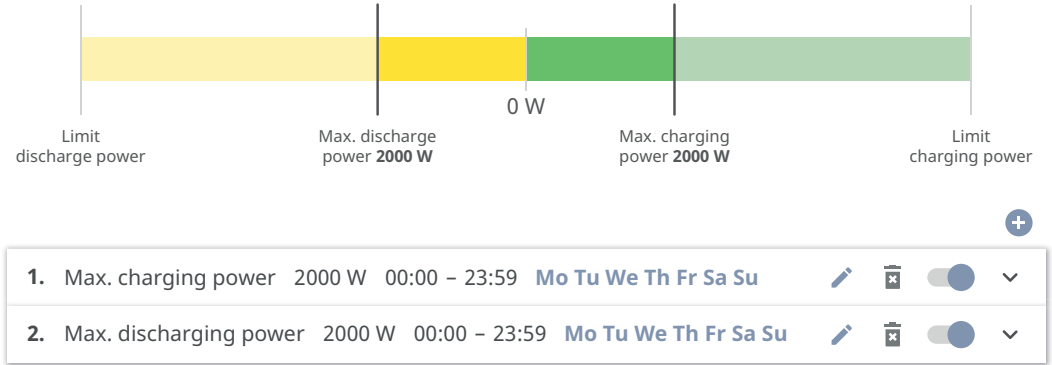 0 W
Limit
discharge power
Max. discharge
power 2000 W
Max. charging
power 2000 W
Limit
charging power
1. Max. charging power 2000 W 00:00 – 23:59 Mo Tu We Th Fr Sa Su
2. Max. discharging power 2000 W 00:00 – 23:59 Mo Tu We Th Fr Sa Su